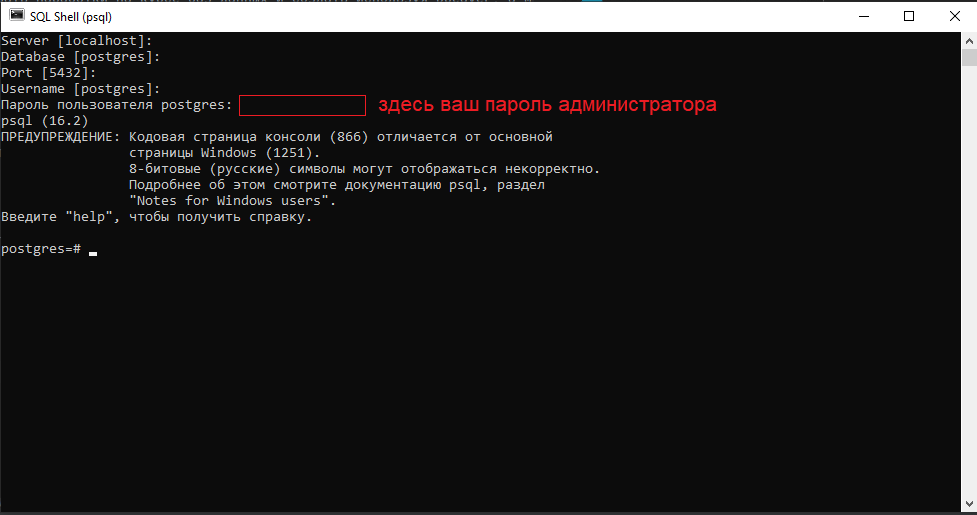 SQL Shell (psql)
Server [localhost]:
Database [postgres]:
Port [5432]:
Username [postgres]:
Пароль пользователя postgres: здесь ваш пароль администратора
psql (16.2)
ПРЕДУПРЕЖДЕНИЕ: Кодовая страница консоли (866) отличается от основной
страницы Windows (1251).
8-битовые (русские) символы могут отображаться некорректно.
Подробнее об этом смотрите документацию psql, раздел
"Notes for Windows users".
Введите "help", чтобы получить справку.
postgres=#